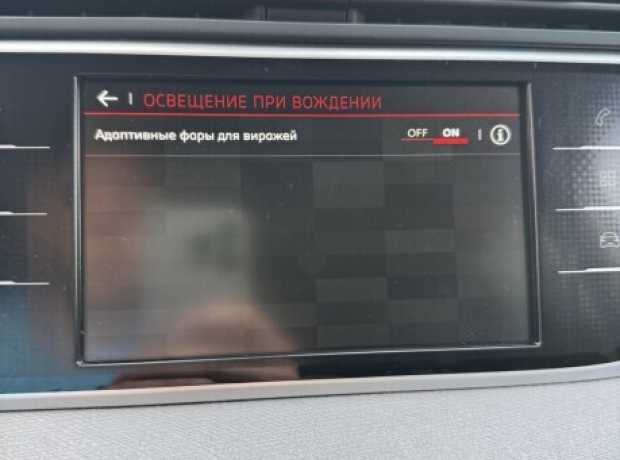 ОСВЕЩЕНИЕ ПРИ ВОЖДЕНИИ
Адаптивные фары для виражей OFF ON